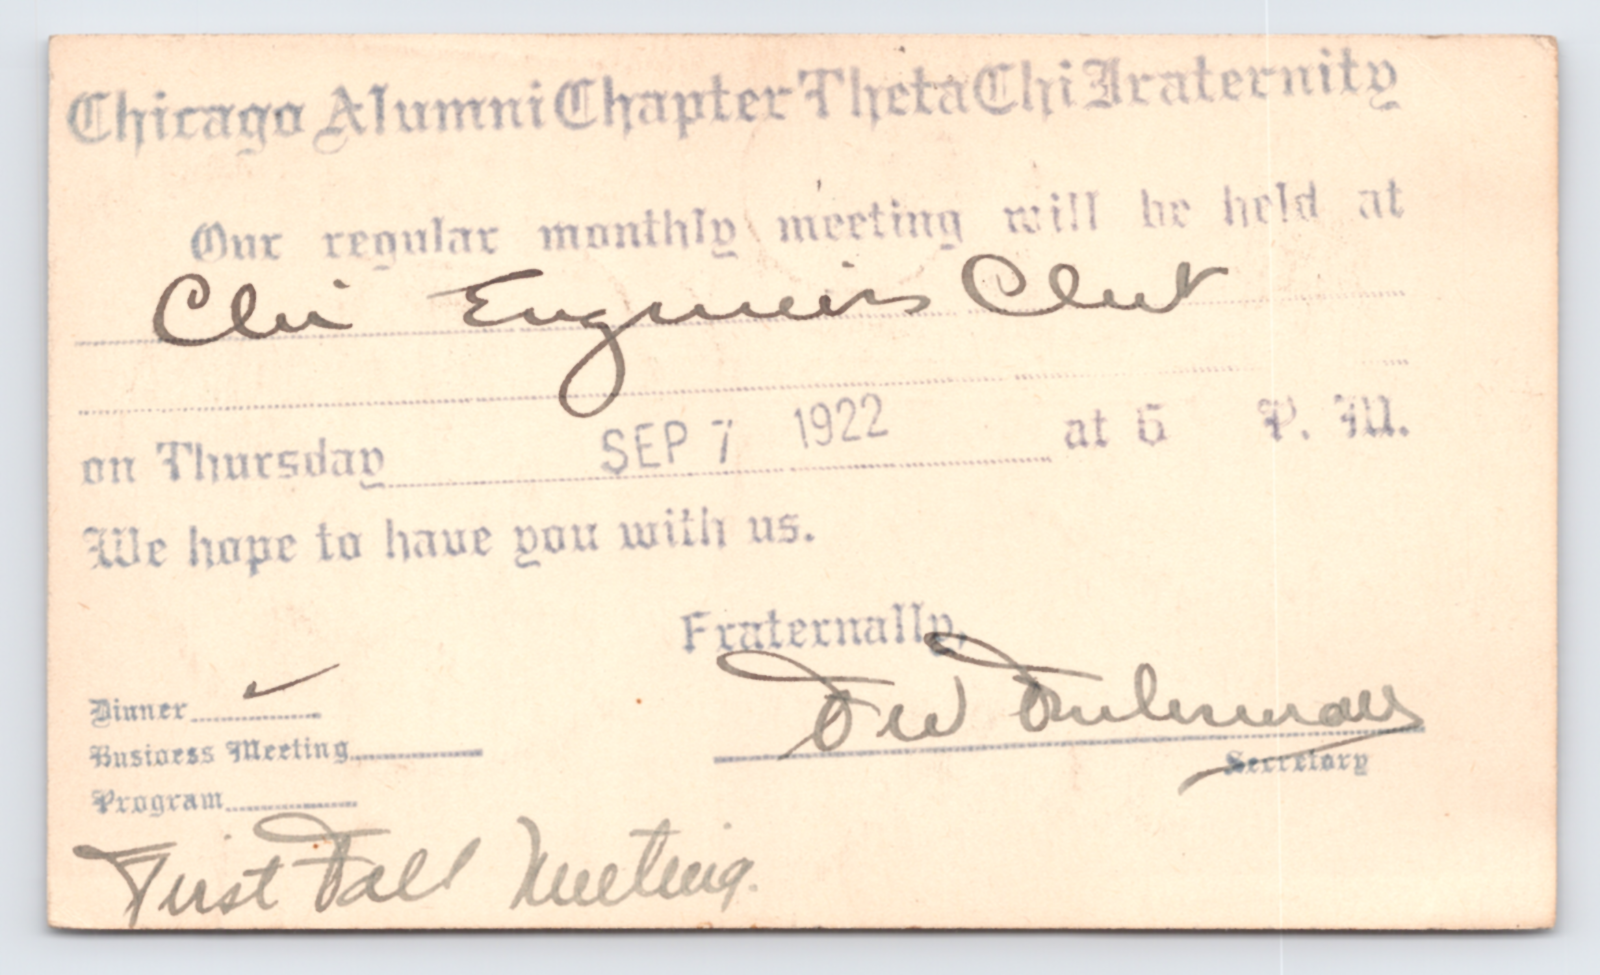 Chicago Alumni Chapter Theta Chi Fraternity
Our regular monthly meeting will be held at
Chi Engineers Club
on Thursday SEP 7 1922 at 6 P. M.
We hope to have you with us.
Fraternally,
Dinner ✓
Business Meeting
Secretary
Program
First Fall Meeting.